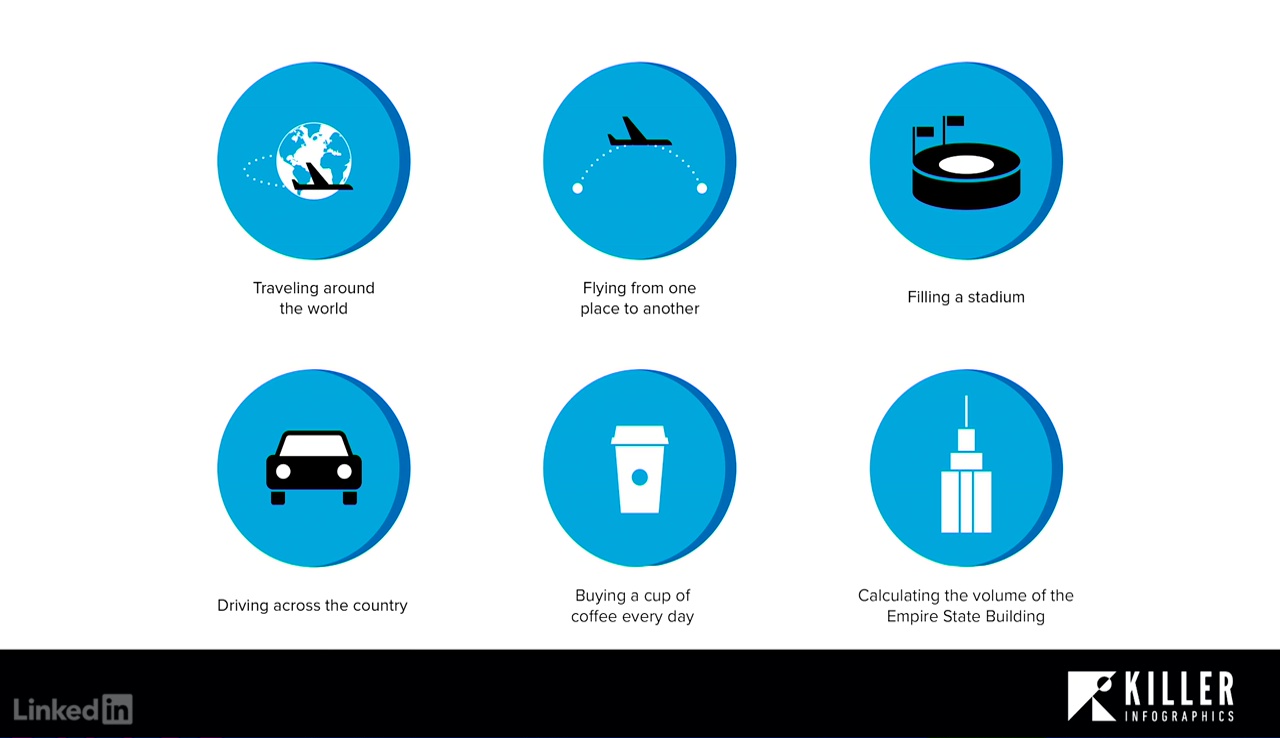 Traveling around
the world
Flying from one
place to another
Filling a stadium
Driving across the country
Buying a cup of
coffee every day
Calculating the volume of the
Empire State Building
LinkedIn
KILLER
INFOGRAPHICS